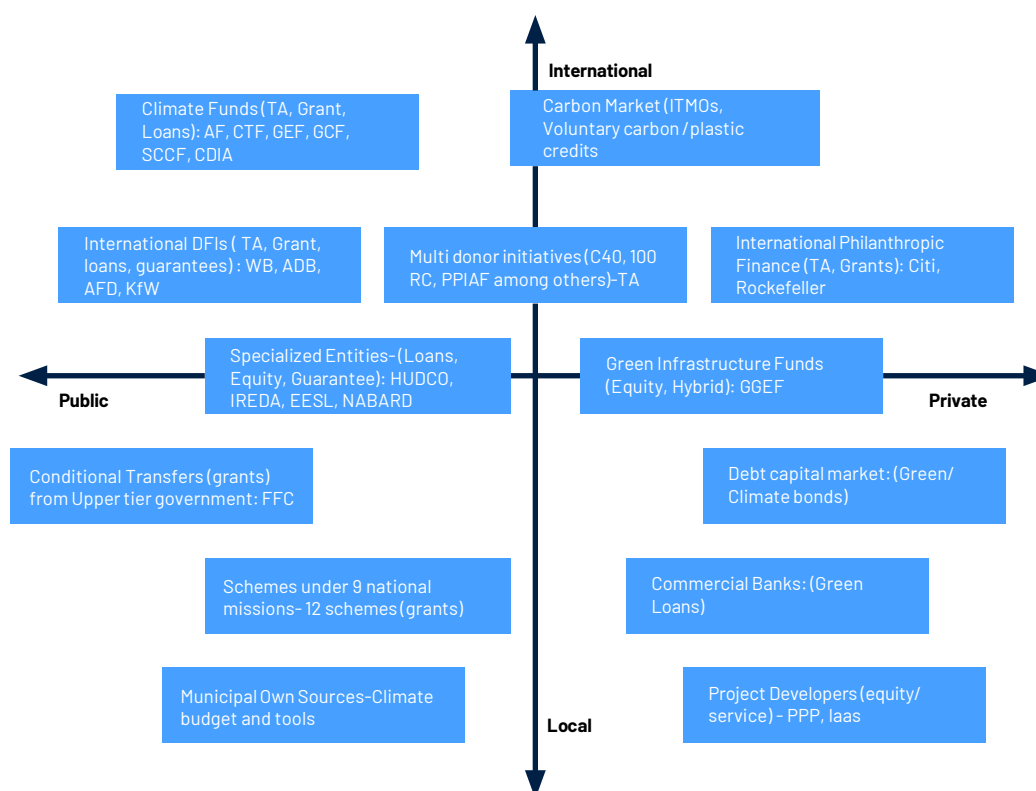 International
Climate Funds (TA, Grant,
Loans): AF, CTF, GEF, GCF,
SCCF, CDIA
Carbon Market (ITMOs,
Voluntary carbon /plastic
credits
International DFIs ( TA, Grant,
loans, guarantees) : WB, ADB,
AFD, KfW
Multi donor initiatives (C40, 100
RC, PPIAF among others)-TA
International Philanthropic
Finance (TA, Grants): Citi,
Rockefeller
Specialized Entities- (Loans,
Equity, Guarantee): HUDCO,
IREDA, EESL, NABARD
Green Infrastructure Funds
(Equity, Hybrid): GGEF
Public
Private
Conditional Transfers (grants)
from Upper tier government: FFC
Debt capital market: (Green/
Climate bonds)
Schemes under 9 national
missions- 12 schemes (grants)
Commercial Banks: (Green
Loans)
Municipal Own Sources-Climate
budget and tools
Project Developers (equity/
service) - PPP, Iaas
Local